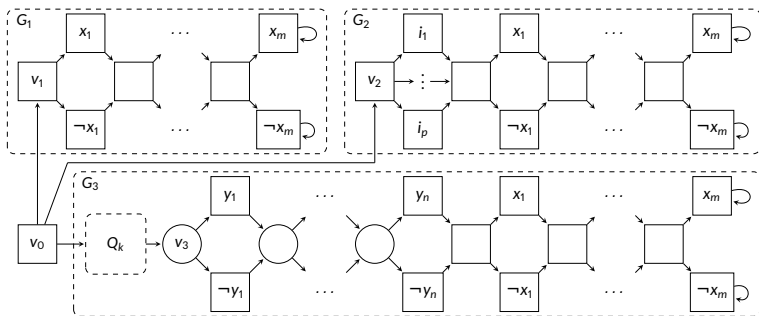 G₁ G₂
x₁ ⋯ xₘ i₁ x₁ ⋯ xₘ
v₁ v₂ ⋮
¬x₁ ⋯ ¬xₘ iₚ ¬x₁ ⋯ ¬xₘ
G₃
y₁ ⋯ yₙ x₁ ⋯ xₘ
v₀ Qₖ v₃
¬y₁ ⋯ ¬yₙ ¬x₁ ⋯ ¬xₘ